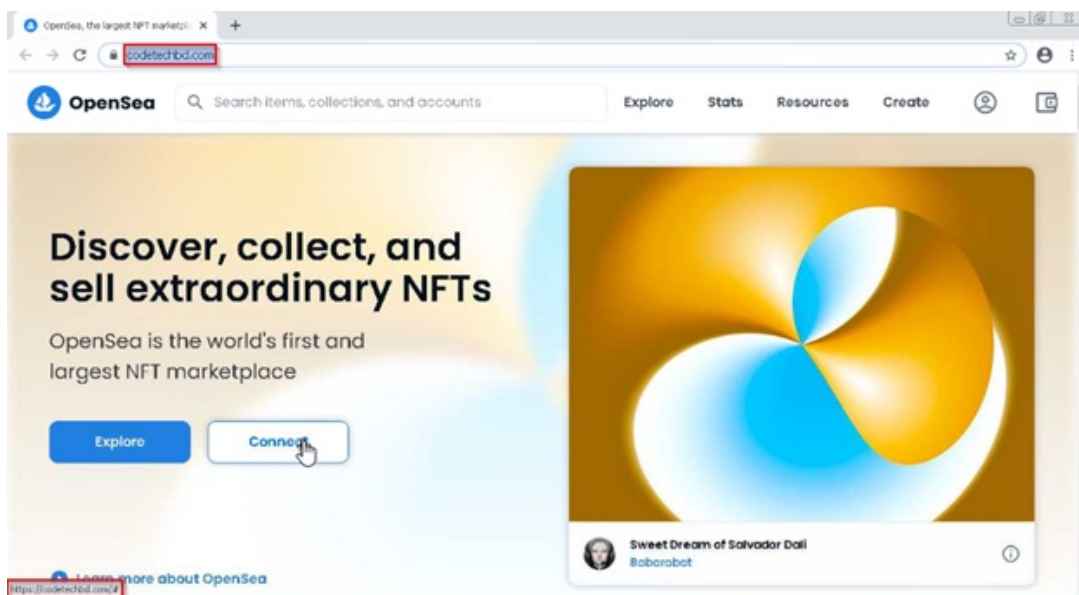 OpenSea, the largest NFT marketpl
codetechbd.com
OpenSea
Search items, collections, and accounts
Explore
Stats
Resources
Create
Discover, collect, and
sell extraordinary NFTs
OpenSea is the world's first and
largest NFT marketplace
Explore
Connect
Sweet Dream of Salvador Dali
Boborobot
Learn more about OpenSea
https://codetechbd.com/#